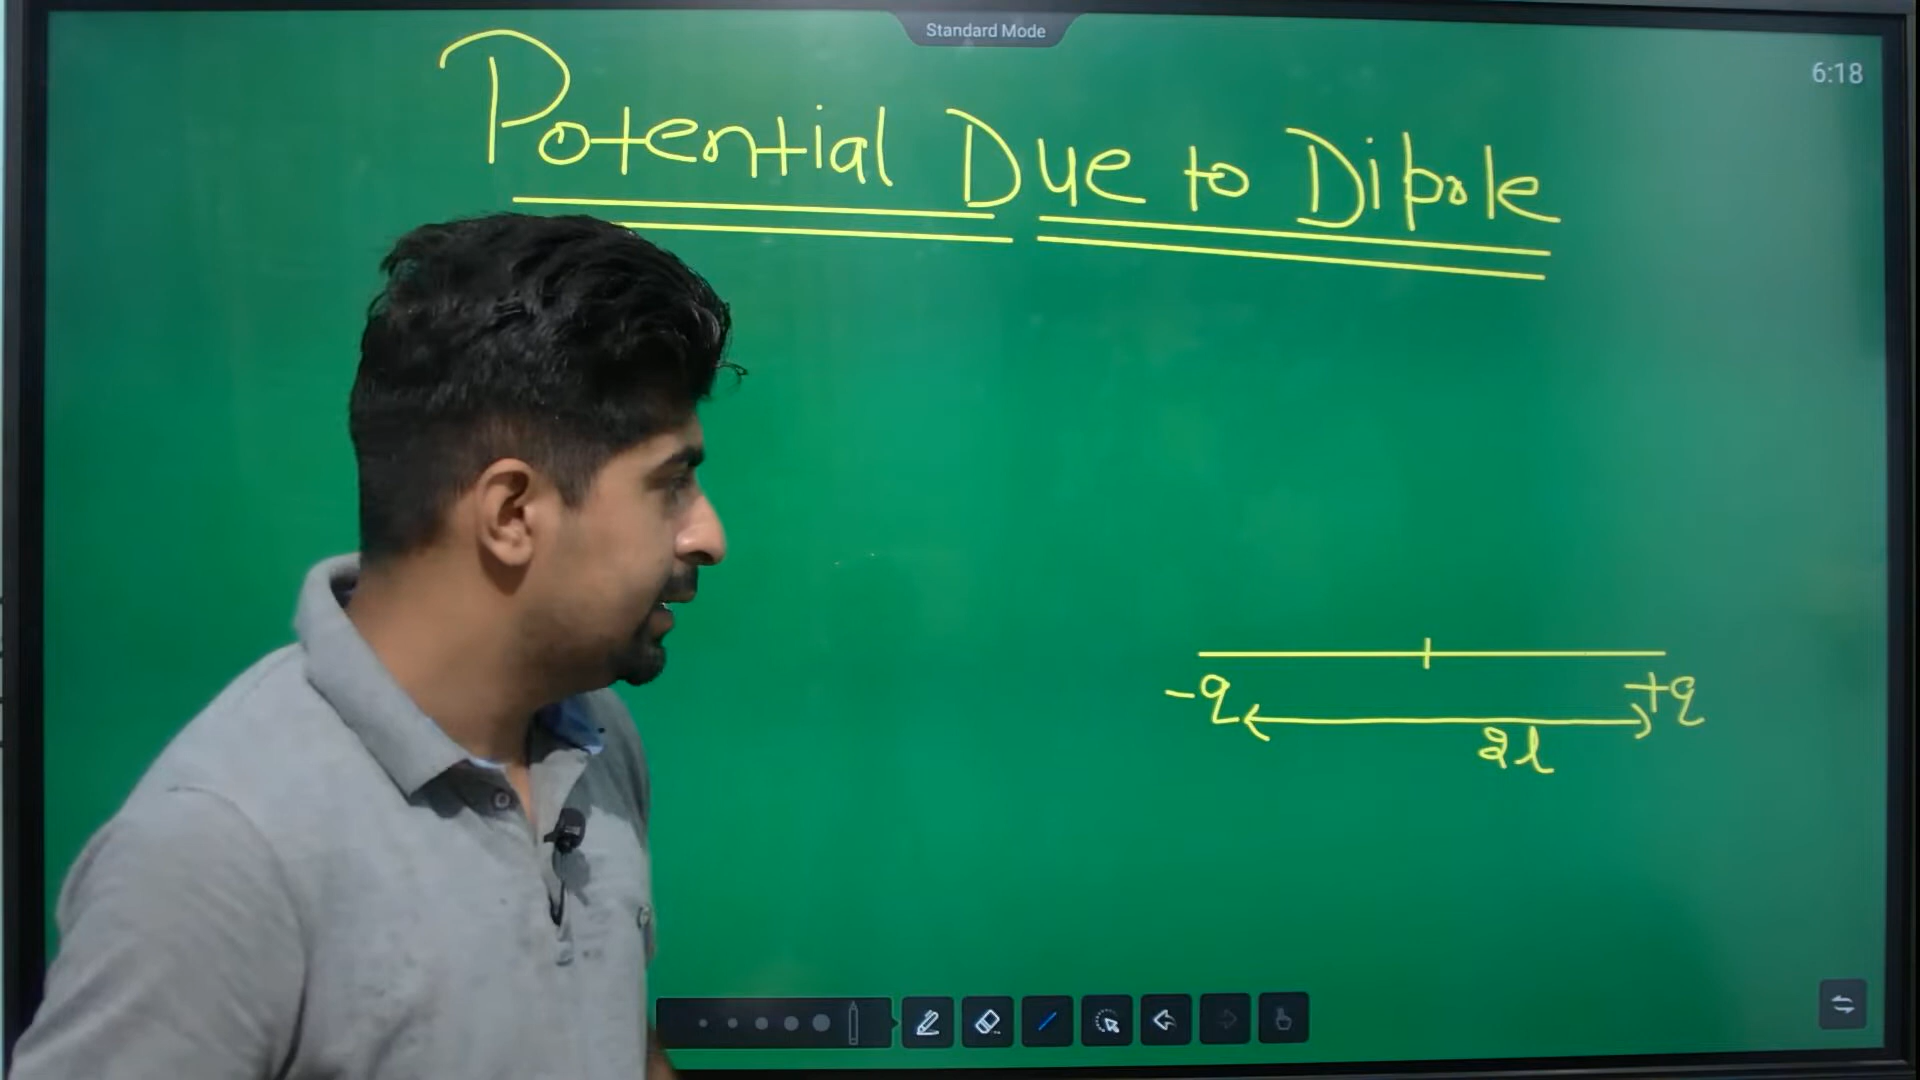 Standard Mode
6:18
Potential Due to Dipole
-q +q
2l